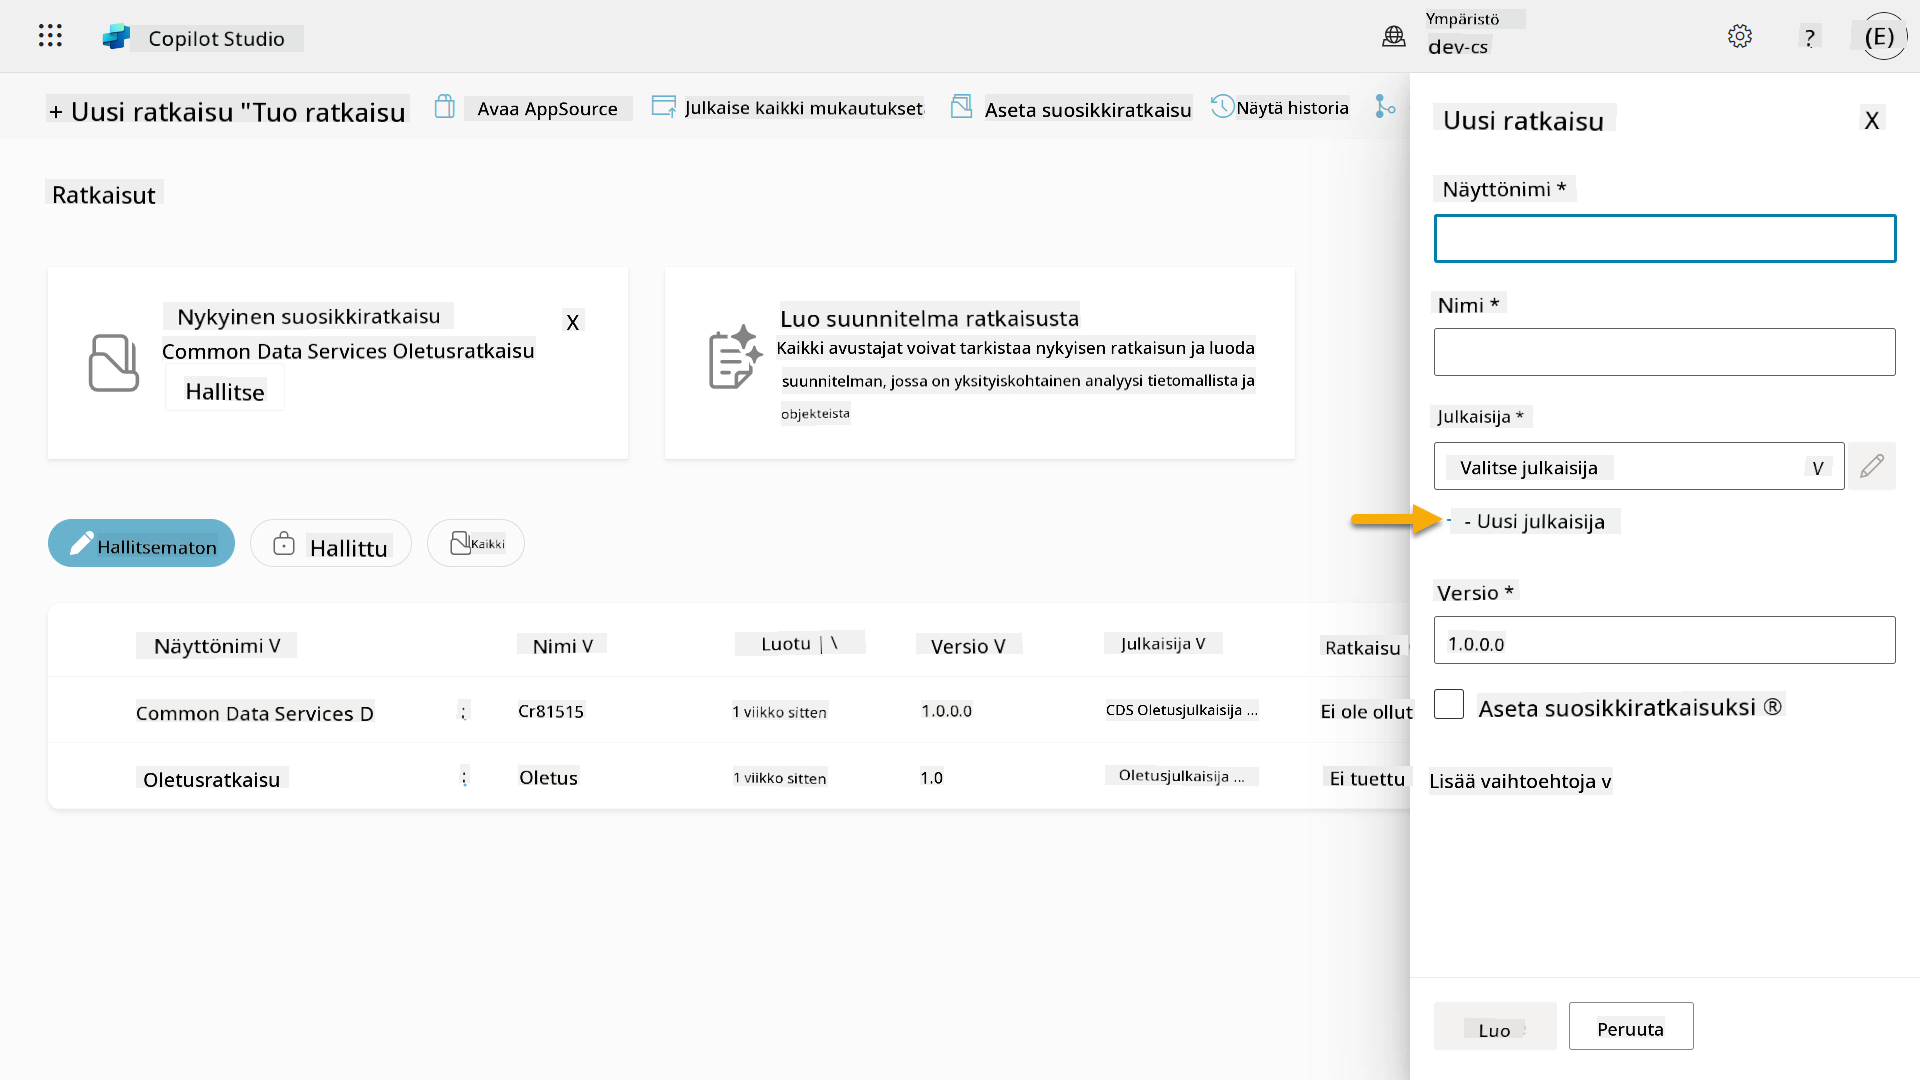 Copilot Studio
Ympäristö
dev-cs
?
(E)
+ Uusi ratkaisu "Tuo ratkaisu
Avaa AppSource
Julkaise kaikki mukautukset
Aseta suosikkiratkaisu
Näytä historia
Ratkaisut
Nykyinen suosikkiratkaisu
X
Common Data Services Oletusratkaisu
Hallitse
Luo suunnitelma ratkaisusta
Kaikki avustajat voivat tarkistaa nykyisen ratkaisun ja luoda
suunnitelman, jossa on yksityiskohtainen analyysi tietomallista ja
objekteista
Hallitsematon
Hallittu
Kaikki
Näyttönimi V
Nimi V
Luotu | \
Versio V
Julkaisija V
Ratkaisu
Common Data Services D
:
Cr81515
1 viikko sitten
1.0.0.0
CDS Oletusjulkaisija ...
Ei ole ollut
Oletusratkaisu
:
Oletus
1 viikko sitten
1.0
Oletusjulkaisija ...
Ei tuettu
Uusi ratkaisu
X
Näyttönimi *
Nimi *
Julkaisija *
Valitse julkaisija
V
- Uusi julkaisija
Versio *
1.0.0.0
Aseta suosikkiratkaisuksi ®
Lisää vaihtoehtoja v
Luo
Peruuta